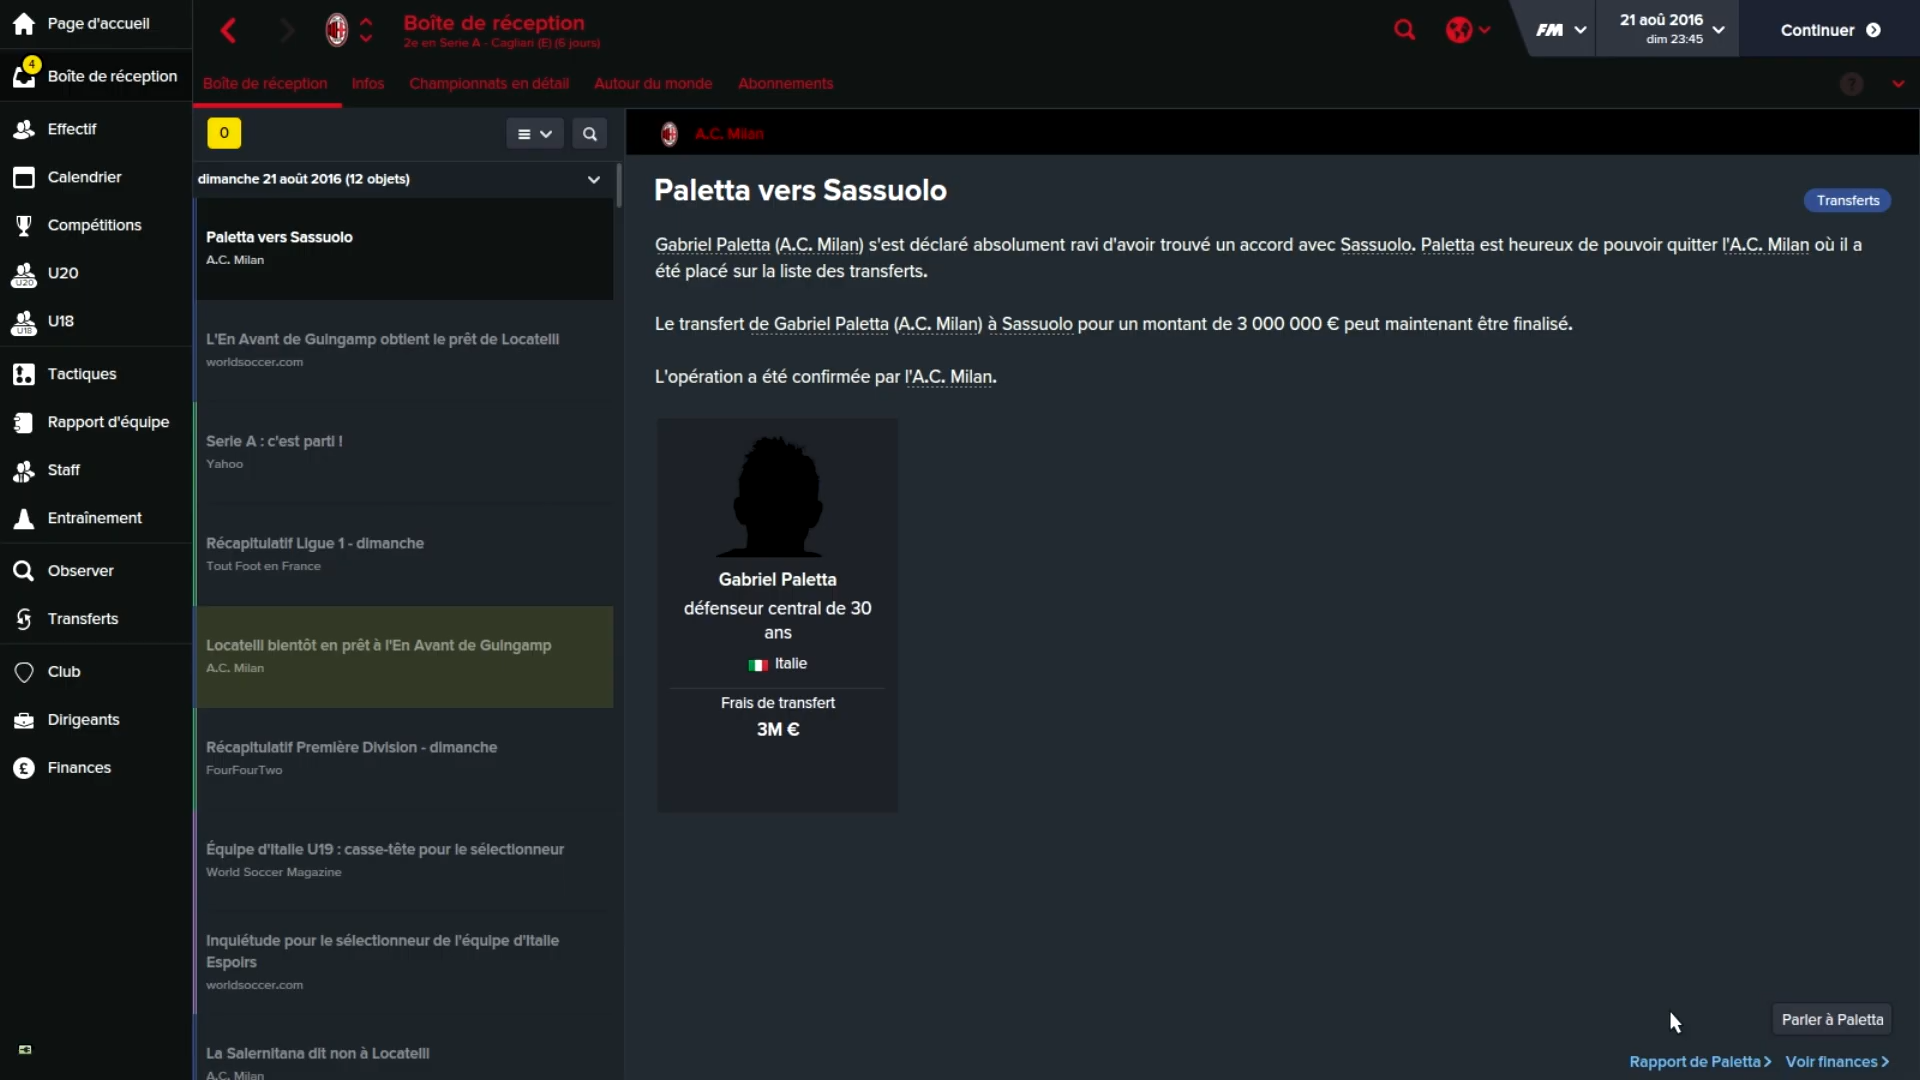 Page d'accueil
4
Boîte de réception
Effectif
Calendrier
Compétitions
U20
U20
U18
U18
Tactiques
Rapport d'équipe
Staff
Entraînement
Observer
Transferts
Club
Dirigeants
Finances
Boîte de réception
2e en Serie A - Cagliari (E) (6 jours)
FM
21 aoû 2016
dim 23:45
Continuer
Boîte de réception
Infos
Championnats en détail
Autour du monde
Abonnements
?
0
dimanche 21 août 2016 (12 objets)
Paletta vers Sassuolo
A.C. Milan
L'En Avant de Guingamp obtient le prêt de Locatelli
worldsoccer.com
Serie A : c'est parti !
Yahoo
Récapitulatif Ligue 1 - dimanche
Tout Foot en France
Locatelli bientôt en prêt à l'En Avant de Guingamp
A.C. Milan
Récapitulatif Première Division - dimanche
FourFourTwo
Équipe d'Italie U19 : casse-tête pour le sélectionneur
World Soccer Magazine
Inquiétude pour le sélectionneur de l'équipe d'Italie
Espoirs
worldsoccer.com
La Salernitana dit non à Locatelli
A.C. Milan
A.C. Milan
Paletta vers Sassuolo
Transferts
Gabriel Paletta (A.C. Milan) s'est déclaré absolument ravi d'avoir trouvé un accord avec Sassuolo. Paletta est heureux de pouvoir quitter l'A.C. Milan où il a
été placé sur la liste des transferts.
Le transfert de Gabriel Paletta (A.C. Milan) à Sassuolo pour un montant de 3 000 000 € peut maintenant être finalisé.
L'opération a été confirmée par l'A.C. Milan.
Gabriel Paletta
défenseur central de 30
ans
Italie
Frais de transfert
3M €
Parler à Paletta
Rapport de Paletta >
Voir finances >